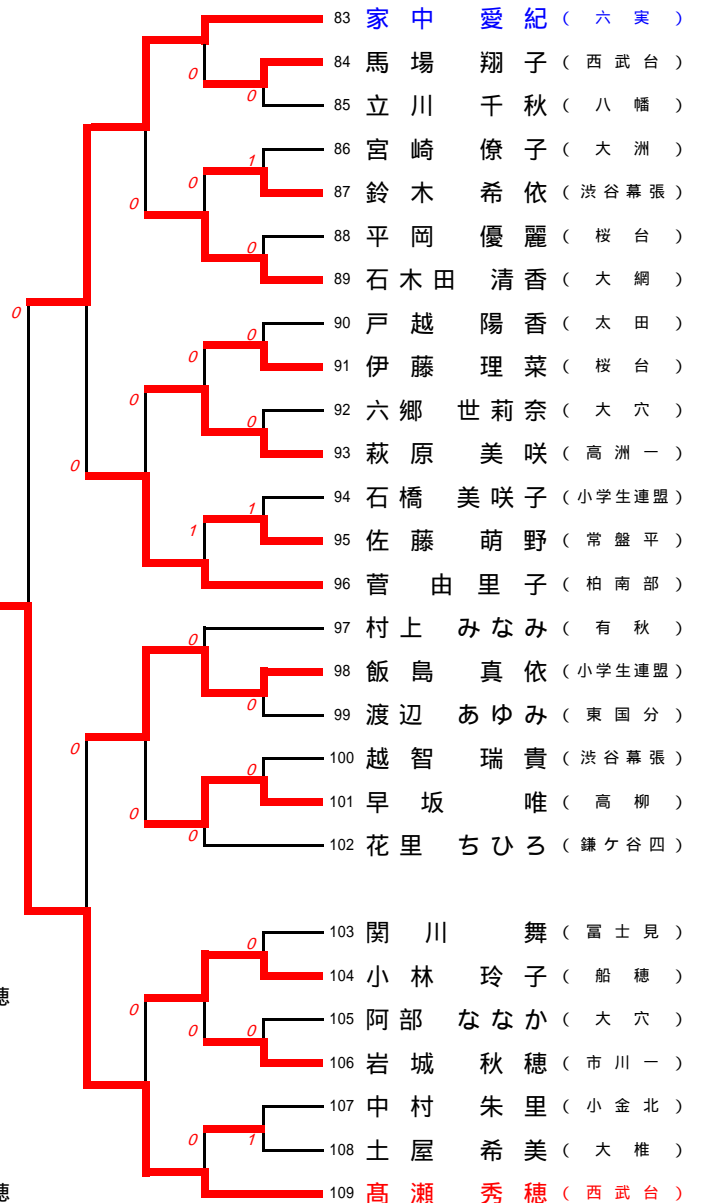 83 家中 愛紀 ( 六実 )
0
84 馬場 翔子 ( 西武台 )
0
85 立川 千秋 ( 八幡 )
86 宮崎 僚子 ( 大洲 )
1
0
87 鈴木 希依 ( 渋谷幕張 )
0
88 平岡 優麗 ( 桜台 )
0
89 石木田 清香 ( 大網 )
0
90 戸越 陽香 ( 太田 )
0
0
91 伊藤 理菜 ( 桜台 )
0
92 六郷 世莉奈 ( 大穴 )
0
93 萩原 美咲 ( 高洲一 )
0
94 石橋 美咲子 ( 小学生連盟 )
1
1
95 佐藤 萌野 ( 常盤平 )
96 菅 由里子 ( 柏南部 )
97 村上 みなみ ( 有秋 )
0
98 飯島 真依 ( 小学生連盟 )
0
99 渡辺 あゆみ ( 東国分 )
0
100 越智 瑞貴 ( 渋谷幕張 )
0
101 早坂 唯 ( 高柳 )
0
0
102 花里 ちひろ ( 鎌ケ谷四 )
103 関川 舞 ( 冨士見 )
0
104 小林 玲子 ( 船穂 )
穂
0
105 阿部 ななか ( 大穴 )
0
0
106 岩城 秋穂 ( 市川一 )
107 中村 朱里 ( 小金北 )
0
1
108 土屋 希美 ( 大椎 )
109 髙瀬 秀穂 ( 西武台 )
穂